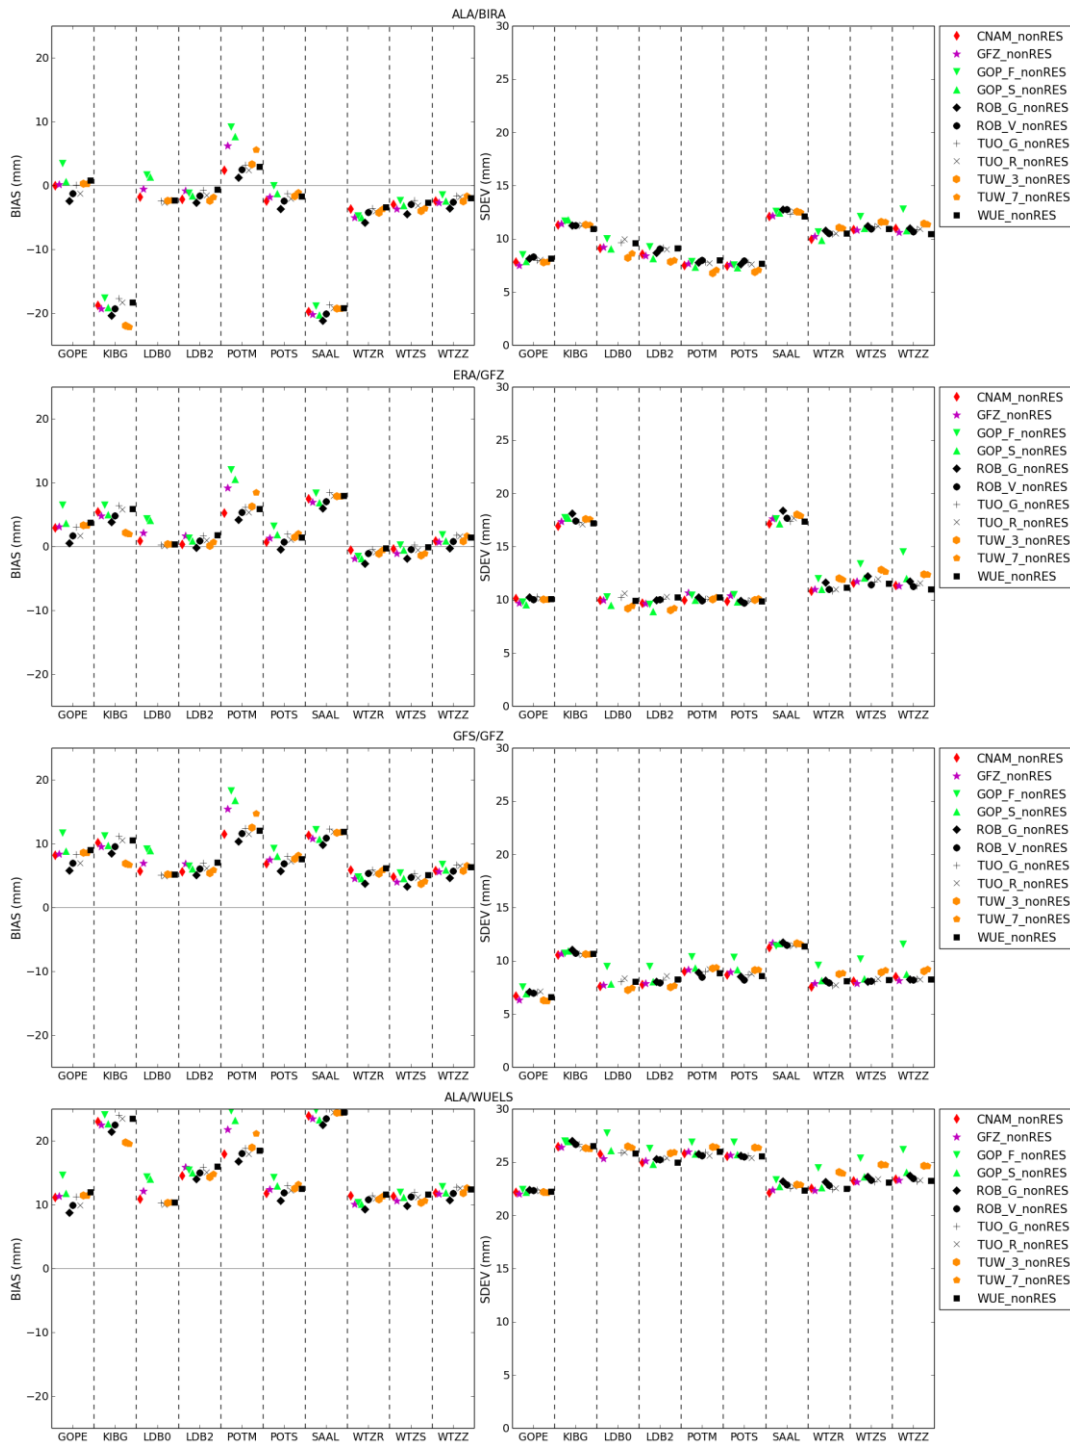 ALA/BIRA
BIAS (mm)
20
10
0
−10
−20
GOPE KIBG LDB0 LDB2 POTM POTS SAAL WTZR WTZS WTZZ
SDEV (mm)
30
25
20
15
10
5
0
GOPE KIBG LDB0 LDB2 POTM POTS SAAL WTZR WTZS WTZZ
CNAM_nonRES
GFZ_nonRES
GOP_F_nonRES
GOP_S_nonRES
ROB_G_nonRES
ROB_V_nonRES
TUO_G_nonRES
TUO_R_nonRES
TUW_3_nonRES
TUW_7_nonRES
WUE_nonRES
ERA/GFZ
BIAS (mm)
20
10
0
−10
−20
GOPE KIBG LDB0 LDB2 POTM POTS SAAL WTZR WTZS WTZZ
SDEV (mm)
30
25
20
15
10
5
0
GOPE KIBG LDB0 LDB2 POTM POTS SAAL WTZR WTZS WTZZ
CNAM_nonRES
GFZ_nonRES
GOP_F_nonRES
GOP_S_nonRES
ROB_G_nonRES
ROB_V_nonRES
TUO_G_nonRES
TUO_R_nonRES
TUW_3_nonRES
TUW_7_nonRES
WUE_nonRES
GFS/GFZ
BIAS (mm)
20
10
0
−10
−20
GOPE KIBG LDB0 LDB2 POTM POTS SAAL WTZR WTZS WTZZ
SDEV (mm)
30
25
20
15
10
5
0
GOPE KIBG LDB0 LDB2 POTM POTS SAAL WTZR WTZS WTZZ
CNAM_nonRES
GFZ_nonRES
GOP_F_nonRES
GOP_S_nonRES
ROB_G_nonRES
ROB_V_nonRES
TUO_G_nonRES
TUO_R_nonRES
TUW_3_nonRES
TUW_7_nonRES
WUE_nonRES
ALA/WUELS
BIAS (mm)
20
10
0
−10
−20
GOPE KIBG LDB0 LDB2 POTM POTS SAAL WTZR WTZS WTZZ
SDEV (mm)
30
25
20
15
10
5
0
GOPE KIBG LDB0 LDB2 POTM POTS SAAL WTZR WTZS WTZZ
CNAM_nonRES
GFZ_nonRES
GOP_F_nonRES
GOP_S_nonRES
ROB_G_nonRES
ROB_V_nonRES
TUO_G_nonRES
TUO_R_nonRES
TUW_3_nonRES
TUW_7_nonRES
WUE_nonRES